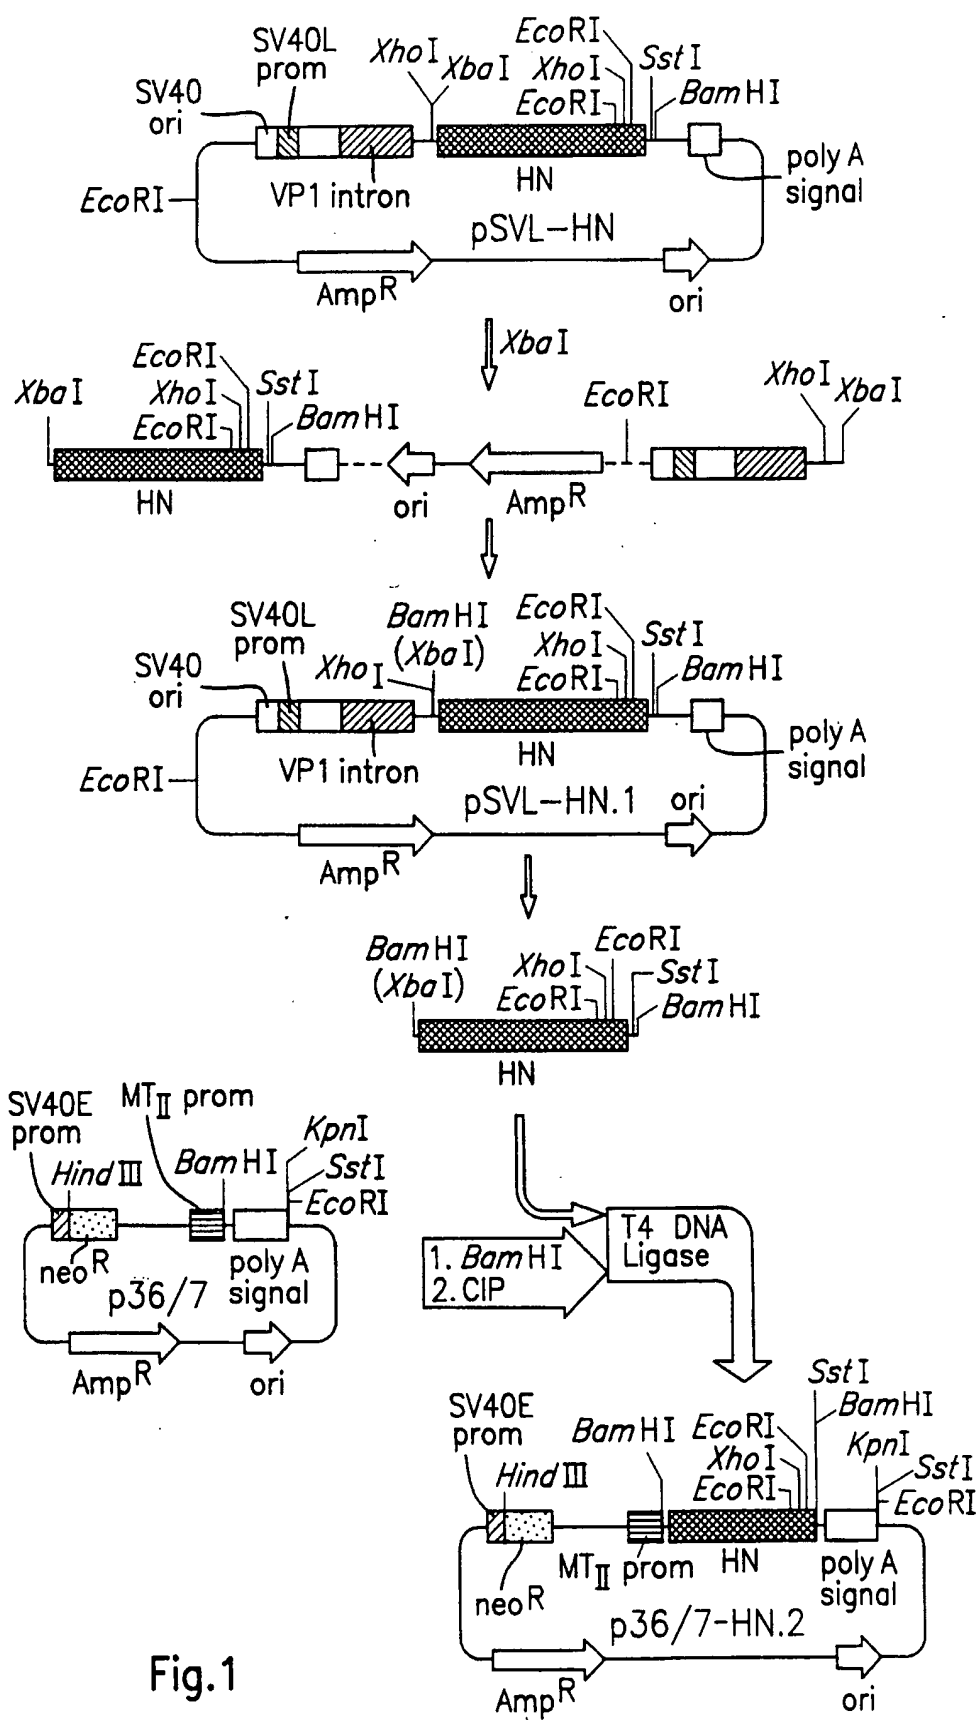 EcoRI
SV40L
prom
XhoI
XbaI
XhoI
SstI
EcoRI
BamHI
SV40
ori
poly A
signal
EcoRI
VP1 intron
HN
pSVL-HN
AmpR
ori
XbaI
EcoRI
XbaI
XhoI
SstI
EcoRI
BamHI
EcoRI
XhoI
XbaI
HN
ori
AmpR
SV40L
prom
BamHI
(XbaI)
EcoRI
XhoI
SstI
SV40
ori
XhoI
EcoRI
BamHI
poly A
signal
EcoRI
VP1 intron
HN
pSVL-HN.1
ori
AmpR
BamHI
(XbaI)
EcoRI
XhoI
SstI
EcoRI
BamHI
HN
SV40E
prom
MTII prom
KpnI
HindIII
BamHI
SstI
EcoRI
neoR
poly A
signal
p36/7
AmpR
ori
T4 DNA
Ligase
1. BamHI
2. CIP
SstI
SV40E
prom
BamHI
EcoRI
BamHI
HindIII
XhoI
KpnI
EcoRI
SstI
EcoRI
neoR
MTII prom
HN
poly A
signal
p36/7-HN.2
AmpR
ori
Fig.1